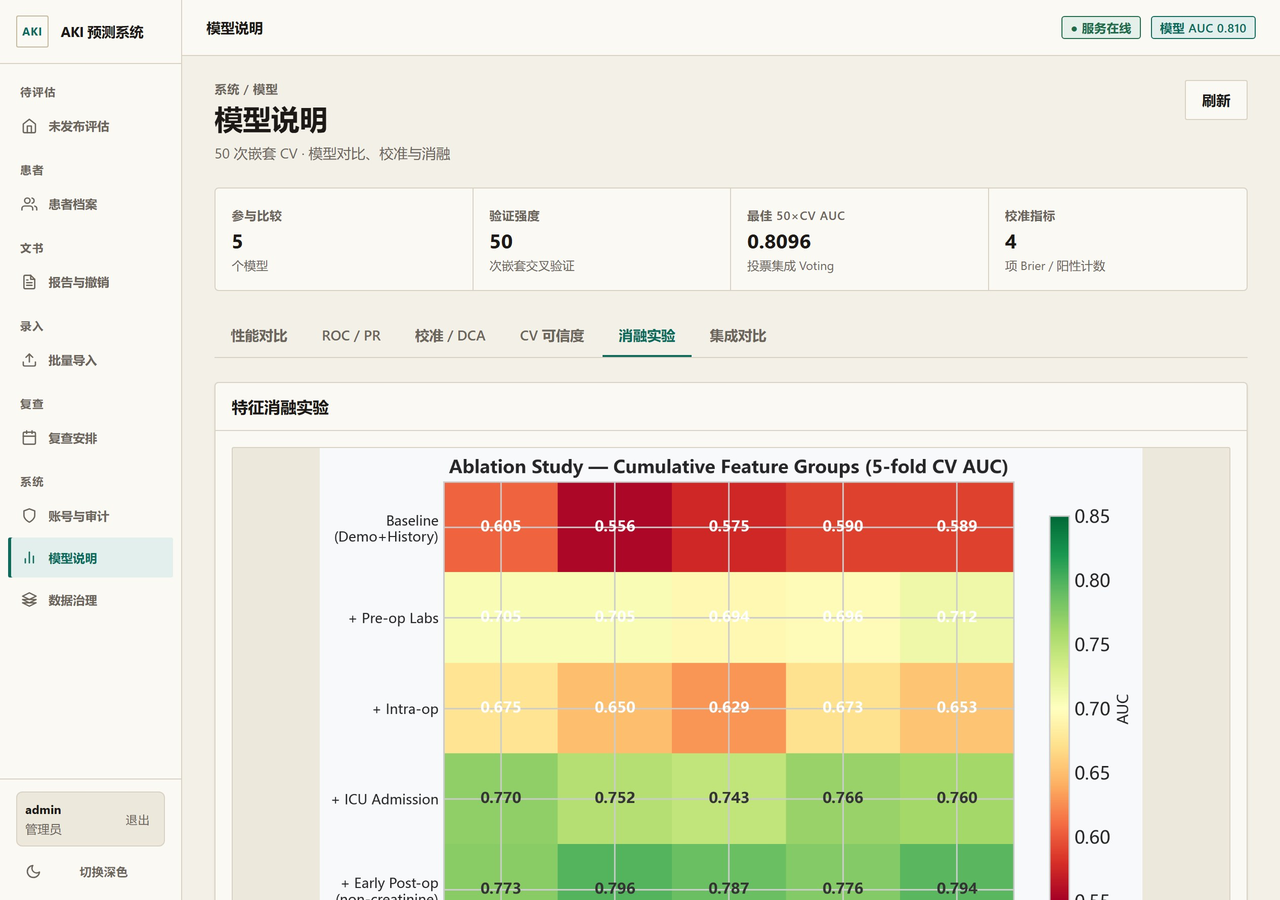 AKI
AKI 预测系统
待评估
未发布评估
患者
患者档案
文书
报告与撤销
录入
批量导入
复查
复查安排
系统
账号与审计
模型说明
数据治理
admin
管理员
退出
切换深色
模型说明
服务在线
模型 AUC 0.810
系统 / 模型
模型说明
50 次嵌套 CV · 模型对比、校准与消融
刷新
参与比较
5
个模型
验证强度
50
次嵌套交叉验证
最佳 50×CV AUC
0.8096
投票集成 Voting
校准指标
4
项 Brier / 阳性计数
性能对比
ROC / PR
校准 / DCA
CV 可信度
消融实验
集成对比
特征消融实验
Ablation Study — Cumulative Feature Groups (5-fold CV AUC)
Baseline
(Demo+History)
0.605 0.556 0.575 0.590 0.589
+ Pre-op Labs
0.705 0.705 0.694 0.696 0.712
+ Intra-op
0.675 0.650 0.629 0.673 0.653
+ ICU Admission
0.770 0.752 0.743 0.766 0.760
+ Early Post-op
(non-creatinine)
0.773 0.796 0.787 0.776 0.794
0.85
0.80
0.75
0.70
0.65
0.60
0.55
AUC